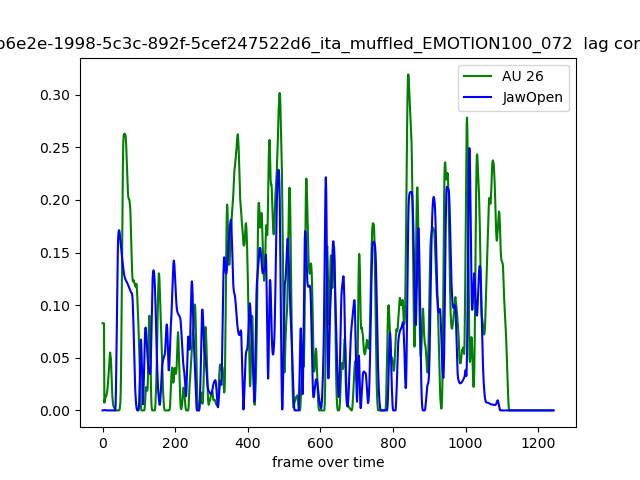 b6e2e-1998-5c3c-892f-5cef247522d6_ita_muffled_EMOTION100_072 lag cor
AU 26
JawOpen
0.30
0.25
0.20
0.15
0.10
0.05
0.00
0 200 400 600 800 1000 1200
frame over time